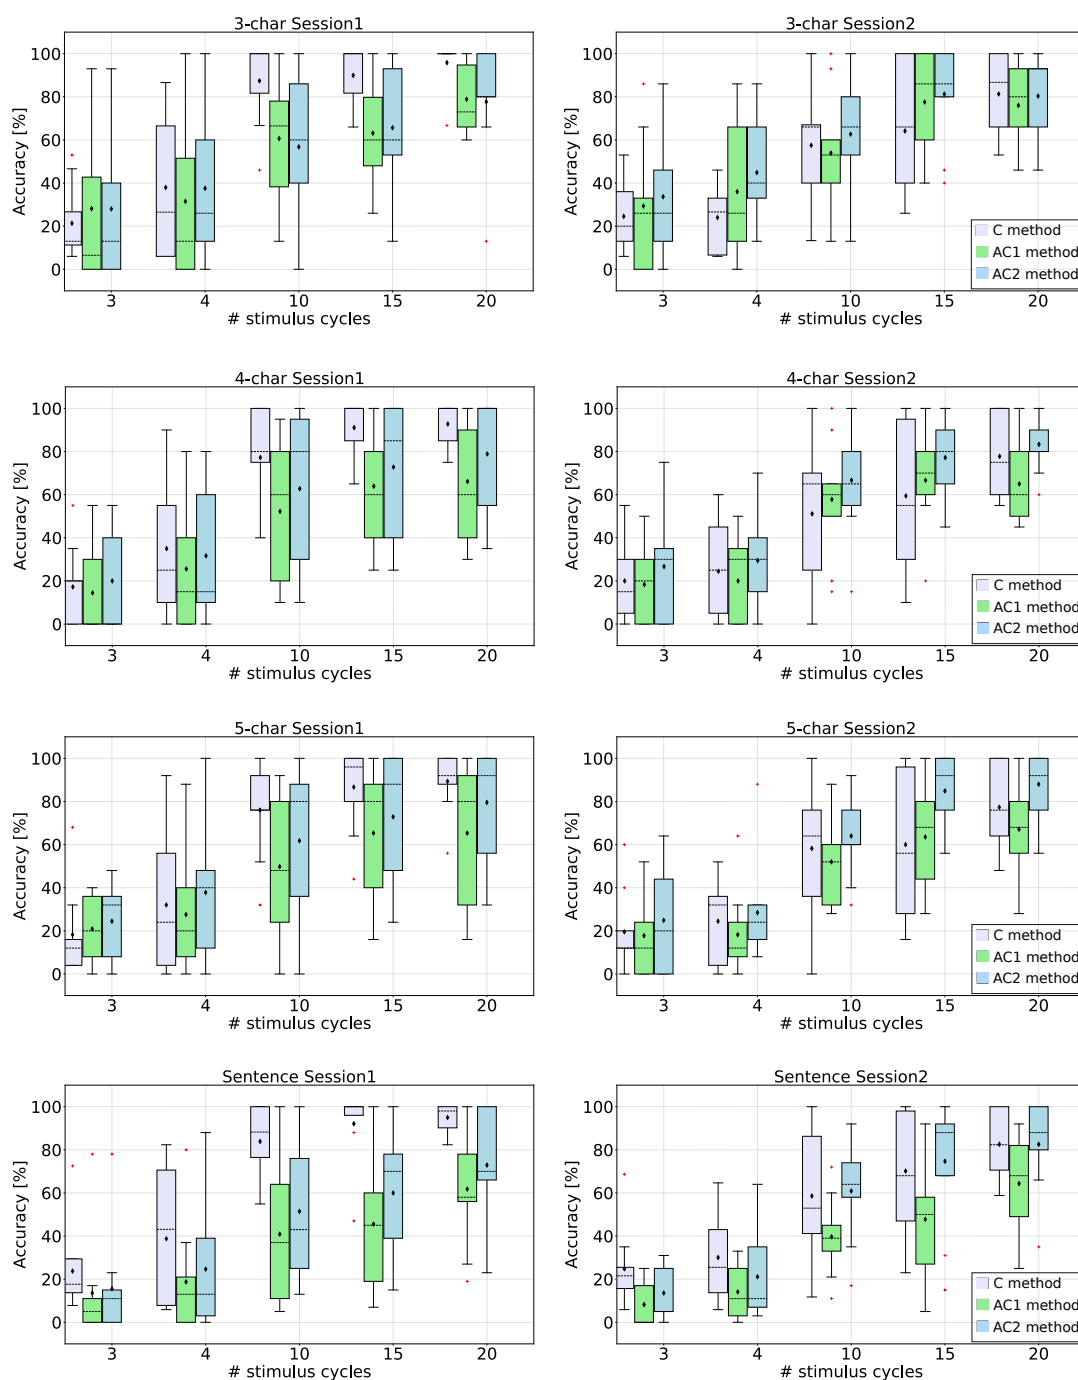 3-char Session1
Accuracy [%]
100
80
60
40
20
0
3 4 10 15 20
# stimulus cycles
3-char Session2
Accuracy [%]
100
80
60
40
20
0
C method
AC1 method
AC2 method
3 4 10 15 20
# stimulus cycles
4-char Session1
Accuracy [%]
100
80
60
40
20
0
3 4 10 15 20
# stimulus cycles
4-char Session2
Accuracy [%]
100
80
60
40
20
0
C method
AC1 method
AC2 method
3 4 10 15 20
# stimulus cycles
5-char Session1
Accuracy [%]
100
80
60
40
20
0
3 4 10 15 20
# stimulus cycles
5-char Session2
Accuracy [%]
100
80
60
40
20
0
C method
AC1 method
AC2 method
3 4 10 15 20
# stimulus cycles
Sentence Session1
Accuracy [%]
100
80
60
40
20
0
3 4 10 15 20
# stimulus cycles
Sentence Session2
Accuracy [%]
100
80
60
40
20
0
C method
AC1 method
AC2 method
3 4 10 15 20
# stimulus cycles